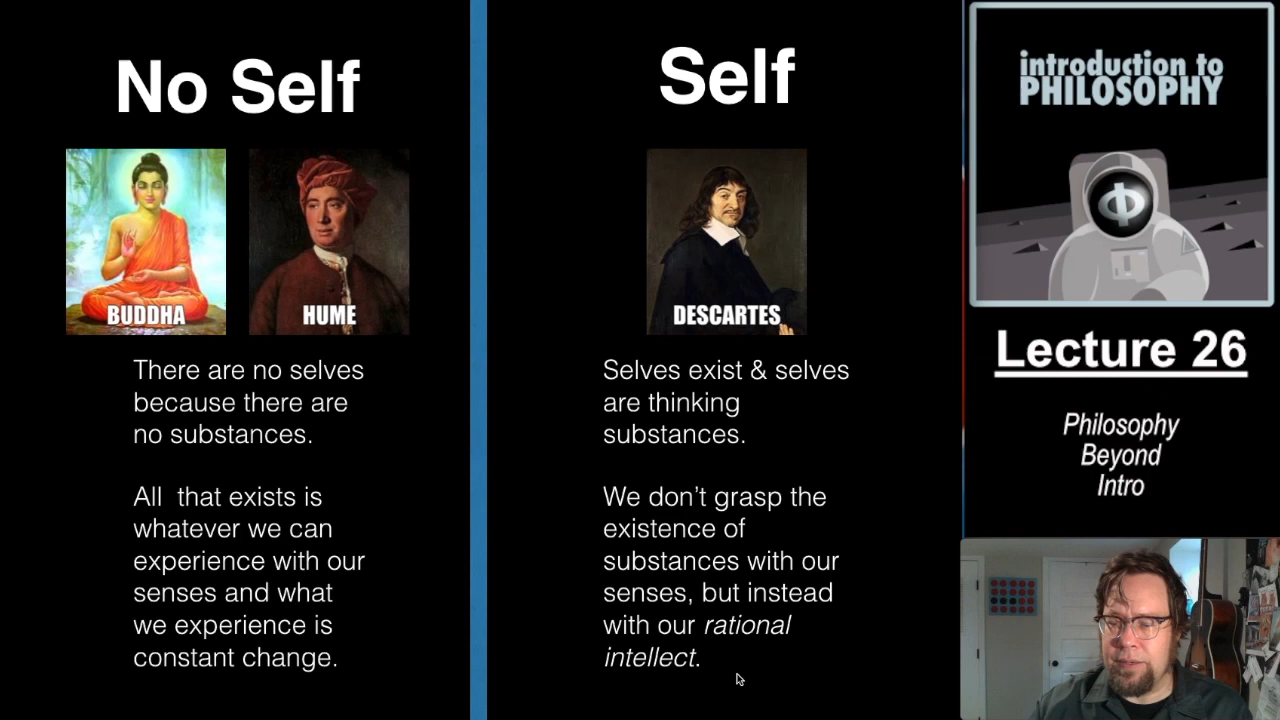 No Self
BUDDHA
HUME
There are no selves
because there are
no substances.
All  that exists is
whatever we can
experience with our
senses and what
we experience is
constant change.
Self
DESCARTES
Selves exist & selves
are thinking
substances.
We don’t grasp the
existence of
substances with our
senses, but instead
with our rational
intellect.
introduction to
PHILOSOPHY
Φ
Lecture 26
Philosophy
Beyond
Intro